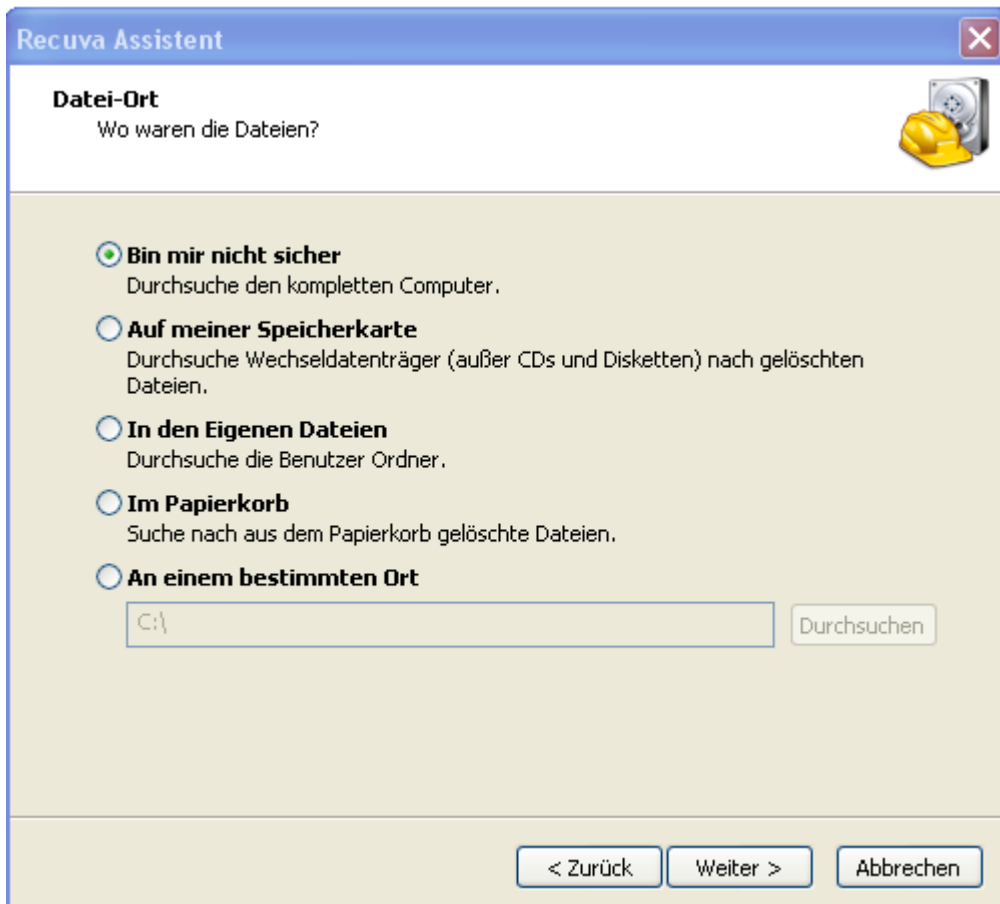 Recuva Assistent
Datei-Ort
Wo waren die Dateien?
Bin mir nicht sicher
Durchsuche den kompletten Computer.
Auf meiner Speicherkarte
Durchsuche Wechseldatenträger (außer CDs und Disketten) nach gelöschten
Dateien.
In den Eigenen Dateien
Durchsuche die Benutzer Ordner.
Im Papierkorb
Suche nach aus dem Papierkorb gelöschte Dateien.
An einem bestimmten Ort
C:\
Durchsuchen
< Zurück
Weiter >
Abbrechen